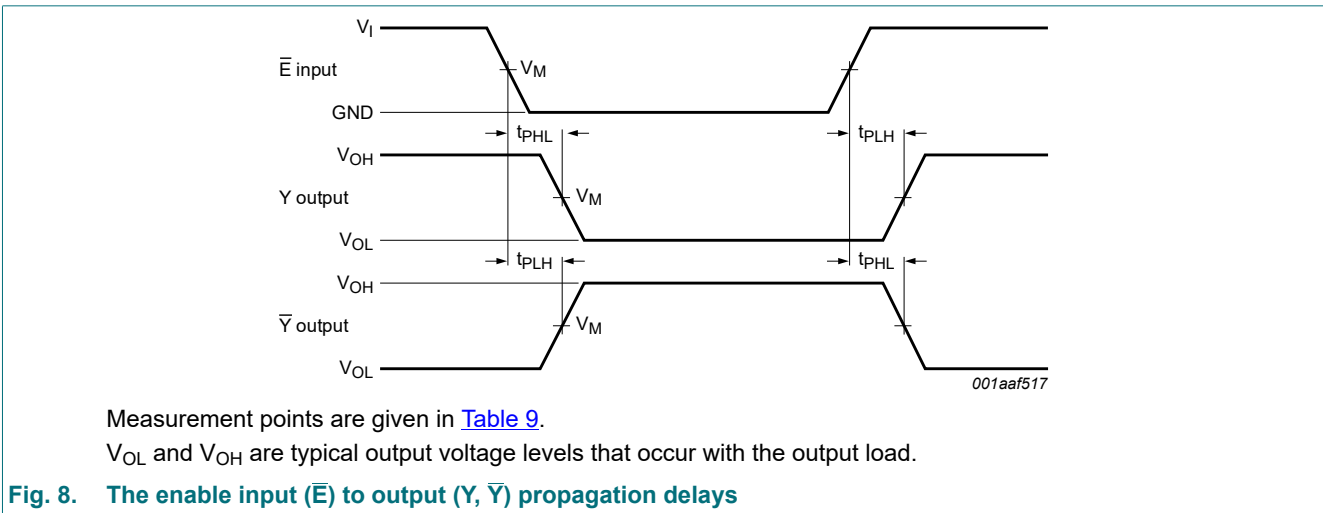 V_I
E̅ input
V_M
GND
t_PHL
t_PLH
V_OH
Y output
V_M
V_OL
t_PLH
t_PHL
V_OH
Y̅ output
V_M
V_OL
001aaf517
Measurement points are given in Table 9.
V_OL and V_OH are typical output voltage levels that occur with the output load.
Fig. 8. The enable input (E̅) to output (Y, Y̅) propagation delays